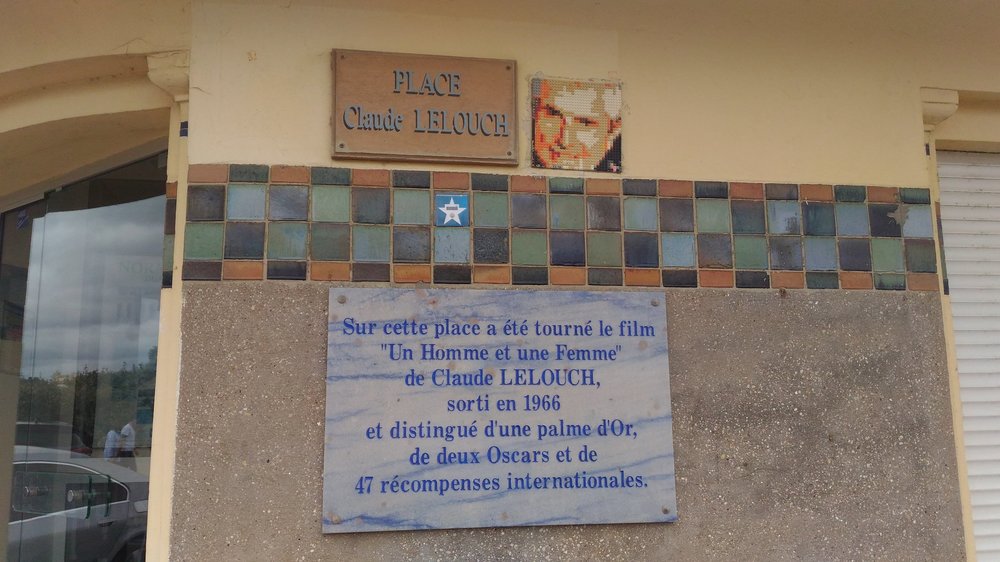 PLACE
Claude LELOUCH
Sur cette place a été tourné le film
"Un Homme et une Femme"
de Claude LELOUCH,
sorti en 1966
et distingué d'une palme d'Or,
de deux Oscars et de
47 récompenses internationales.